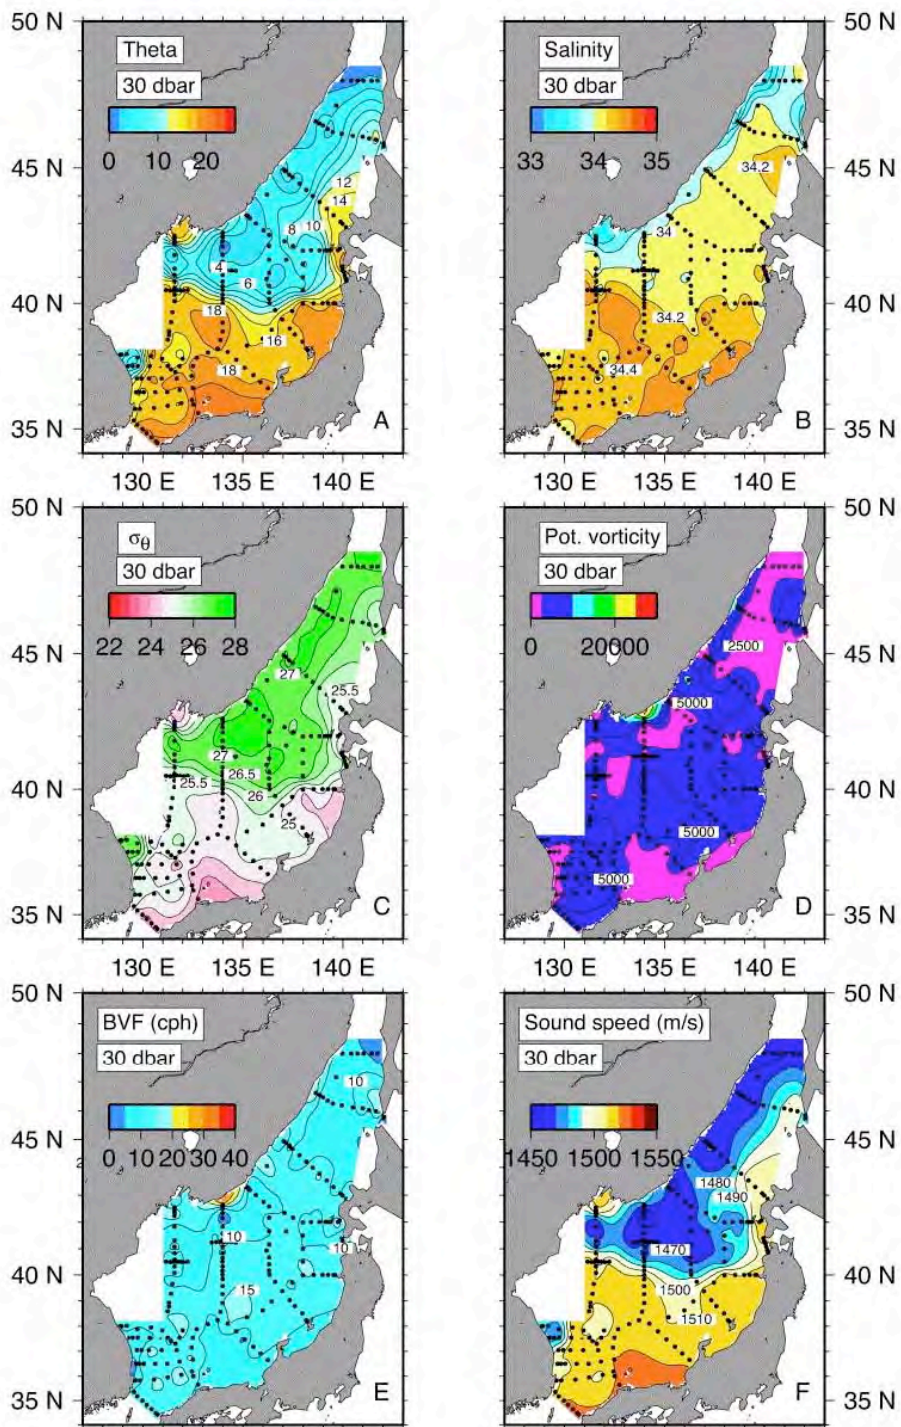 50 N
50 N
Theta
Salinity
30 dbar
30 dbar
0 10 20
33 34 35
45 N
45 N
12
34.2
14
8 10
34
4
6
40 N
40 N
18
34.2
16
18
34.4
A
B
35 N
35 N
130 E 135 E 140 E
130 E 135 E 140 E
50 N
50 N
σθ
Pot. vorticity
30 dbar
30 dbar
22 24 26 28
0 20000
45 N
45 N
2500
27
25.5
5000
27
26.5
25.5
40 N
40 N
26
25
5000
5000
C
D
35 N
35 N
130 E 135 E 140 E
130 E 135 E 140 E
50 N
50 N
BVF (cph)
Sound speed (m/s)
30 dbar
30 dbar
10
0 10 20 30 40
1450 1500 1550
45 N
45 N
1480
1490
10
10
1470
40 N
40 N
15
1500
1510
E
F
35 N
35 N